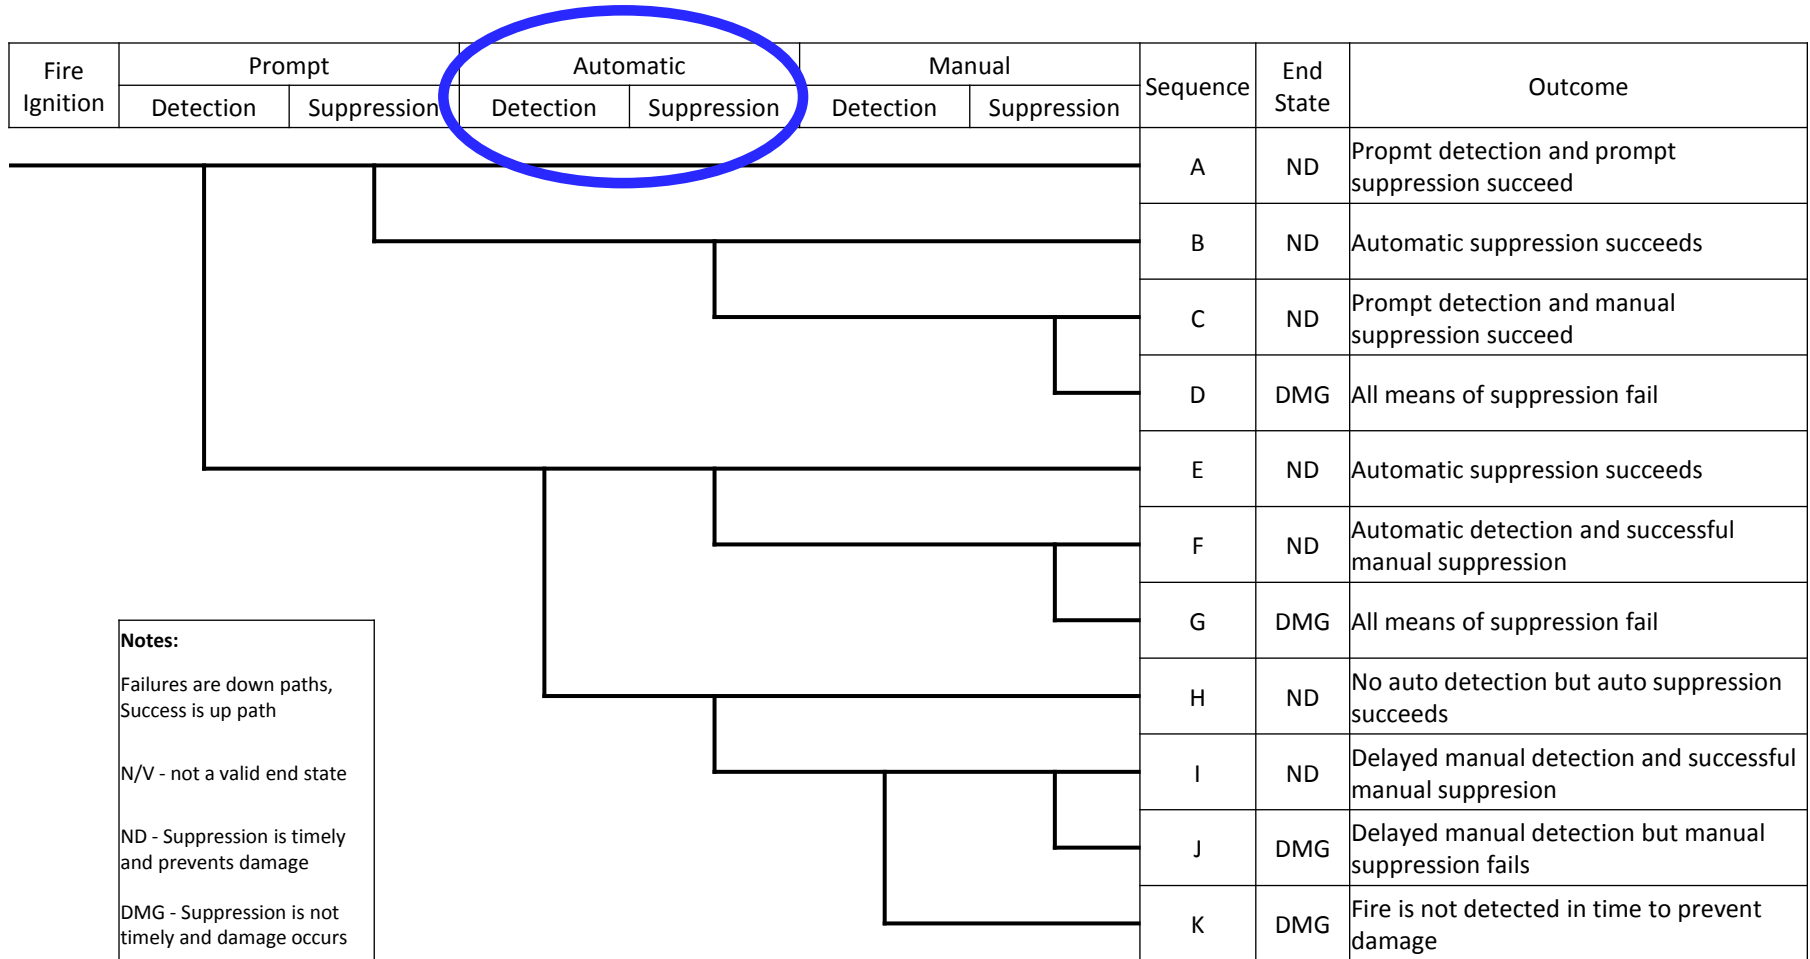 Fire Ignition
Prompt
Automatic
Manual
Sequence
End State
Outcome
Detection
Suppression
Detection
Suppression
Detection
Suppression
A
ND
Propmt detection and prompt
suppression succeed
B
ND
Automatic suppression succeeds
C
ND
Prompt detection and manual
suppression succeed
D
DMG
All means of suppression fail
E
ND
Automatic suppression succeeds
F
ND
Automatic detection and successful
manual suppression
G
DMG
All means of suppression fail
H
ND
No auto detection but auto suppression
succeeds
I
ND
Delayed manual detection and successful
manual suppresion
J
DMG
Delayed manual detection but manual
suppression fails
K
DMG
Fire is not detected in time to prevent
damage
Notes:
Failures are down paths,
Success is up path
N/V - not a valid end state
ND - Suppression is timely
and prevents damage
DMG - Suppression is not
timely and damage occurs